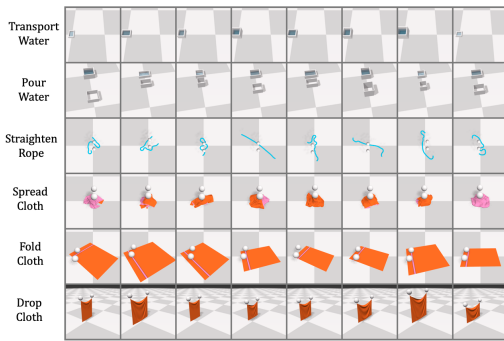 Transport
Water
Pour
Water
Straighten
Rope
Spread
Cloth
Fold
Cloth
Drop
Cloth